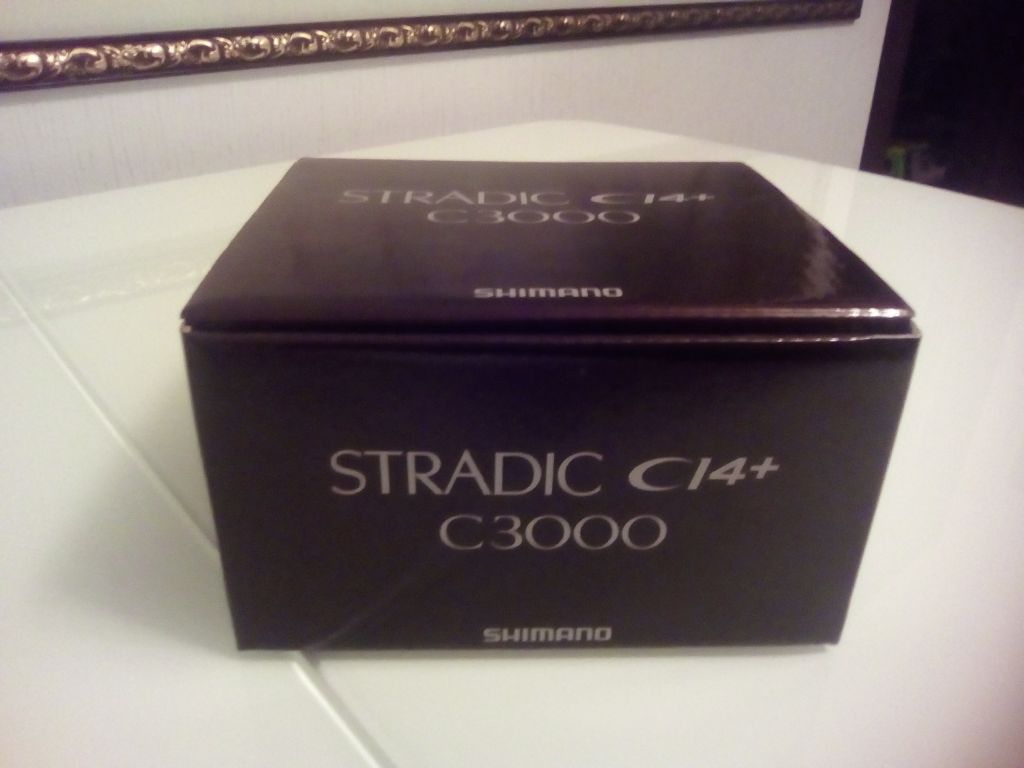 STRADIC CI4+
C3000
SHIMANO
STRADIC CI4+
C3000
SHIMANO